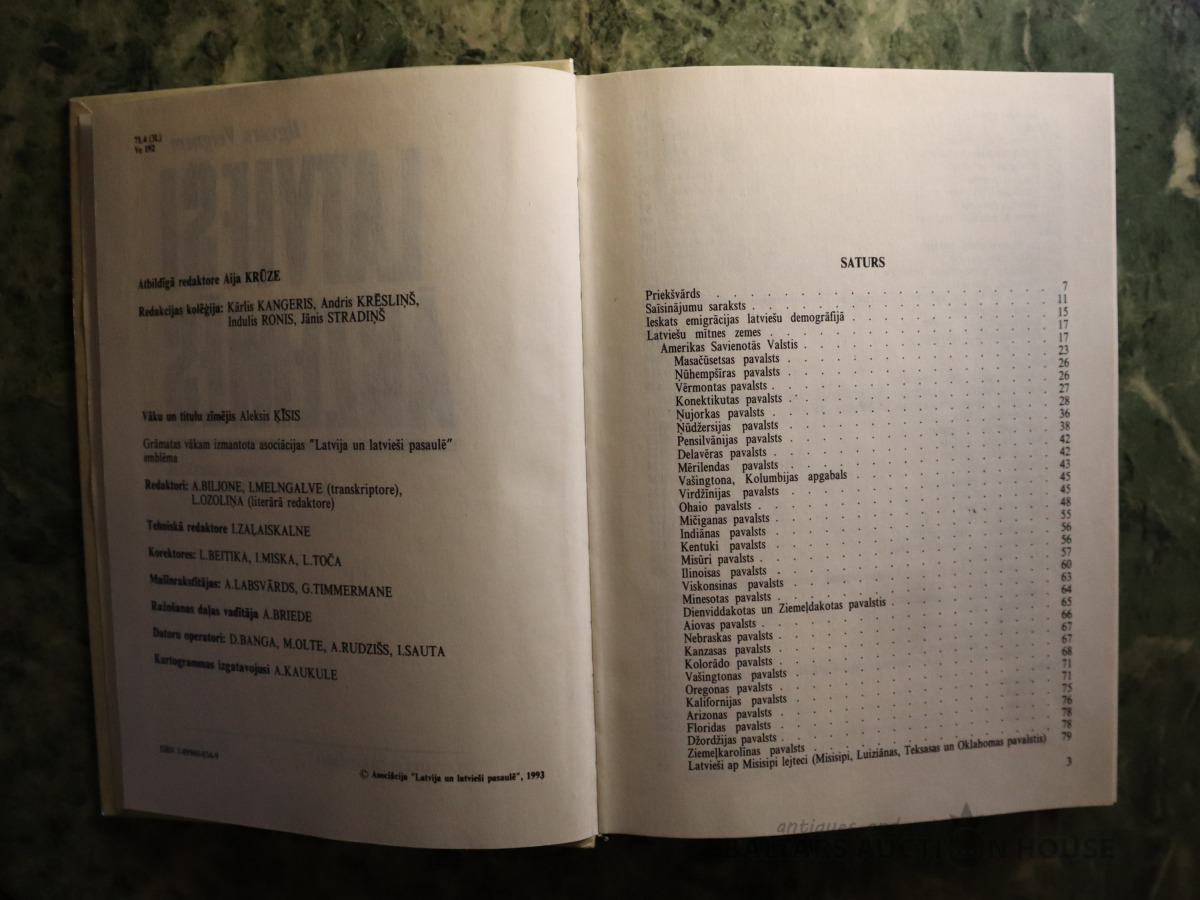 71.4 (3L)
Ve 192
Atbildīgā redaktore Aija KRŪZE
Redakcijas kolēģija: Kārlis KANGERIS, Andris KRĒSLIŅŠ,
Indulis RONIS, Jānis STRADIŅŠ
Vāku un titulu zīmējis Aleksis ĶĪSIS
Grāmatas vākam izmantota asociācijas "Latvija un latvieši pasaulē"
emblēma
Redaktori: A.BIĻJONE, I.MELNGALVE (transkriptore),
L.OZOLIŅA (literārā redaktore)
Tehniskā redaktore I.ZAĻAISKALNE
Korektores: L.BEITIKA, I.MISKA, L.TOČA
Mašīnrakstītājas: A.LABSVĀRDS, G.TIMMERMANE
Ražošanas daļas vadītāja A.BRIEDE
Datoru operatori: D.BANGA, M.OLTE, A.RUDZIŠS, I.SAUTA
Kartogrammas izgatavojusi A.KAUKULE
© Asociācija "Latvija un latvieši pasaulē", 1993
SATURS
Priekšvārds 7
Saīsinājumu saraksts 11
Ieskats emigrācijas latviešu demogrāfijā 15
Latviešu mītnes zemes 17
Amerikas Savienotās Valstis 17
Masačūsetsas pavalsts 23
Ņūhempšīras pavalsts 26
Vērmontas pavalsts 26
Konektikutas pavalsts 27
Ņujorkas pavalsts 28
Ņūdžersijas pavalsts 36
Pensilvānijas pavalsts 38
Delavēras pavalsts 42
Mērilendas pavalsts 42
Vašingtona, Kolumbijas apgabals 43
Virdžīnijas pavalsts 45
Ohaio pavalsts 45
Mičiganas pavalsts 48
Indiānas pavalsts 55
Kentuki pavalsts 56
Misūri pavalsts 56
Ilinoisas pavalsts 57
Viskonsinas pavalsts 60
Minesotas pavalsts 63
Dienviddakotas un Ziemeļdakotas pavalstis 64
Aiovas pavalsts 65
Nebraskas pavalsts 66
Kanzasas pavalsts 67
Kolorādo pavalsts 67
Vašingtonas pavalsts 68
Oregonas pavalsts 71
Kalifornijas pavalsts 71
Arizonas pavalsts 75
Floridas pavalsts 76
Džordžijas pavalsts 78
Ziemeļkarolīnas pavalsts 78
Latvieši ap Misisipi lejteci (Misisipi, Luiziānas, Teksasas un Oklahomas pavalstis) 79
3
antiques and
AUCTION HOUSE